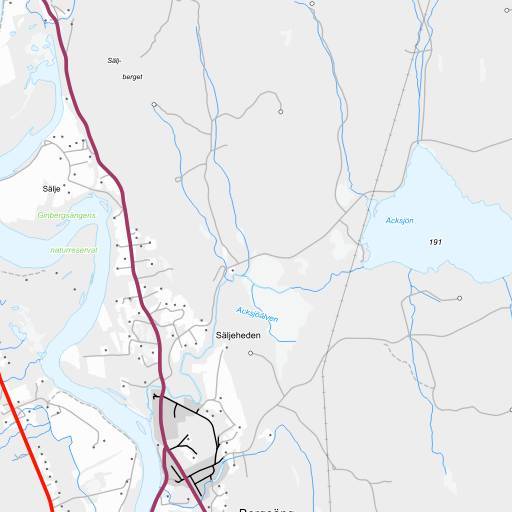 Sälj-
berget
Sälje
Ginbergsängens
naturreservat
Acksjön
191
Acksjöälven
Säljeheden